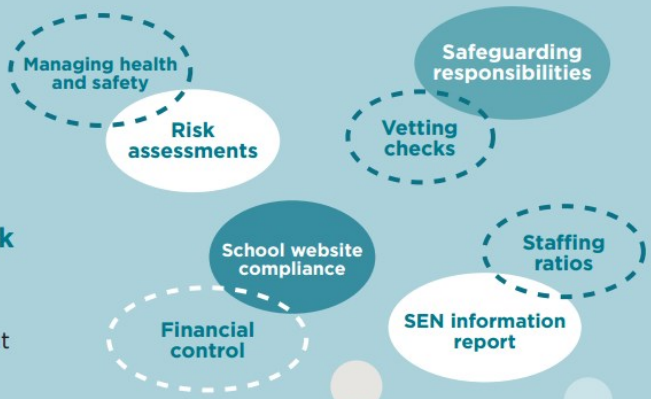 Managing health
and safety
Safeguarding
responsibilities
Risk
assessments
Vetting
checks
k
School website
compliance
Staffing
ratios
Financial
control
SEN information
report
t